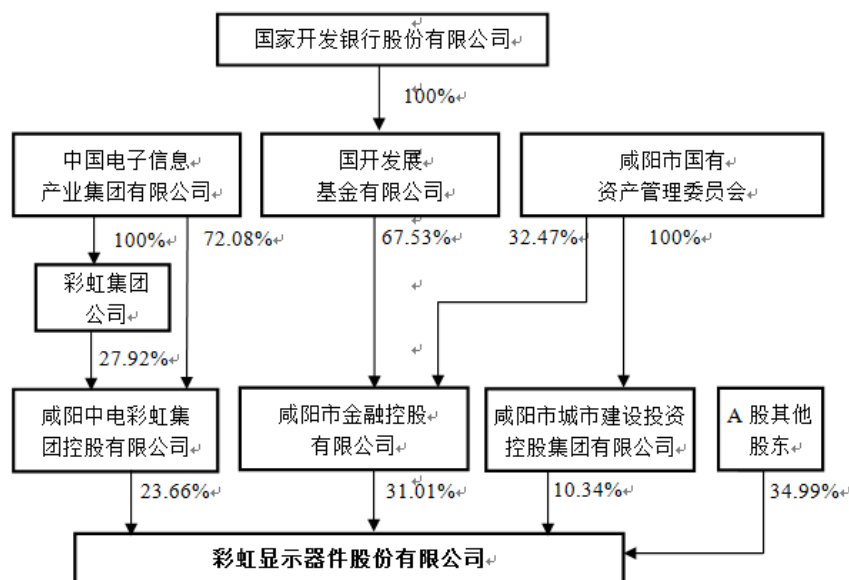 国家开发银行股份有限公司
100%
中国电子信息
产业集团有限公司
国开发展
基金有限公司
咸阳市国有
资产管理委员会
100%
72.08%
67.53%
32.47%
100%
彩虹集团
公司
27.92%
咸阳中电彩虹集
团控股有限公司
咸阳市金融控股
有限公司
咸阳市城市建设投资
控股集团有限公司
A 股其他
股东
23.66%
31.01%
10.34%
34.99%
彩虹显示器件股份有限公司